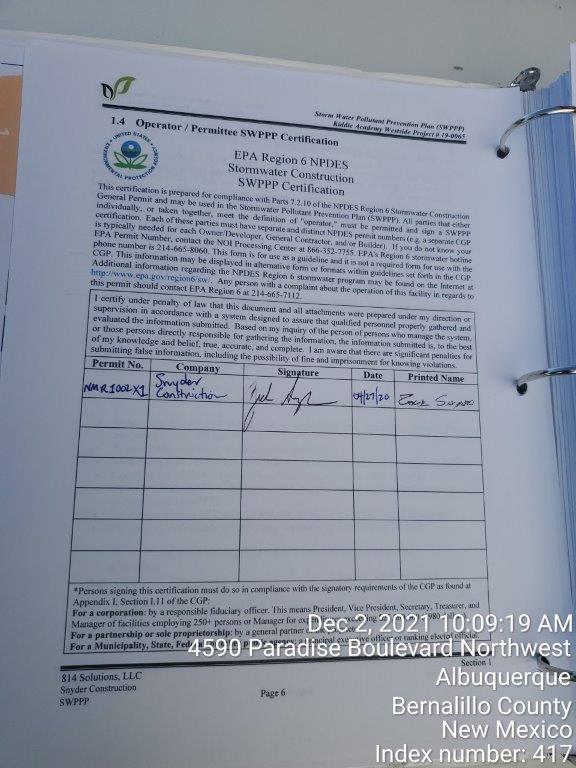 Storm Water Pollutant Prevention Plan (SWPPP)
Kiddie Academy Westside Project # 19-0065
1.4 Operator / Permittee SWPPP Certification
UNITED STATES
ENVIRONMENTAL PROTECTION AGENCY
EPA Region 6 NPDES
Stormwater Construction
SWPPP Certification
This certification is prepared for compliance with Parts 7.2.10 of the NPDES Region 6 Stormwater Construction
General Permit and may be used in the Stormwater Pollutant Prevention Plan (SWPPP). All parties that either
individually, or taken together, meet the definition of "operator," must be permitted and sign a SWPPP
certification. Each of these parties must have separate and distinct NPDES permit numbers (e.g. a separate CGP
is typically needed for each Owner/Developer, General Contractor, and/or Builder). If you do not know your
EPA Permit Number, contact the NOI Processing Center at 866-352-7755. EPA's Region 6 stormwater hotline
phone number is 214-665-8060. This form is for use as a guideline and it is not a required form for use with the
CGP. This information may be displayed in alternative form or formats within guidelines set forth in the CGP.
Additional information regarding the NPDES Region 6 stormwater program may be found on the Internet at
http://www.epa.gov/region6/sw/. Any person with a complaint about the operation of this facility in regards to
this permit should contact EPA Region 6 at 214-665-7112.
I certify under penalty of law that this document and all attachments were prepared under my direction or
supervision in accordance with a system designed to assure that qualified personnel properly gathered and
evaluated the information submitted. Based on my inquiry of the person of persons who manage the system,
or those persons directly responsible for gathering the information, the information submitted is, to the best
of my knowledge and belief, true, accurate, and complete. I am aware that there are significant penalties for
submitting false information, including the possibility of fine and imprisonment for knowing violations.
Permit No. Company Signature Date Printed Name
NMR1002X1 Snyder Construction 04/27/20
*Persons signing this certification must do so in compliance with the signatory requirements of the CGP as found at
Appendix I, Section I.11 of the CGP:
For a corporation: by a responsible fiduciary officer. This means President, Vice President, Secretary, Treasurer, and
Manager of facilities employing 250+ persons or Manager for
For a partnership or sole proprietorship: by a general partner
For a Municipality, State, principal executive officer or ranking elected official.
Section 1
814 Solutions, LLC
Snyder Construction
SWPPP
Page 6
Dec 2, 2021 10:09:19 AM
4590 Paradise Boulevard Northwest
Albuquerque
Bernalillo County
New Mexico
Index number: 417